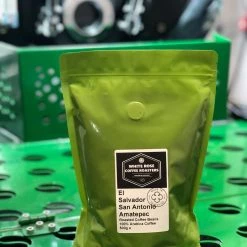 WHITE ROSE
COFFEE ROASTERS
El
Salvador
San Antonio
Amatepec
Roasted Coffee Beans
100% Arabica Coffee
500g e